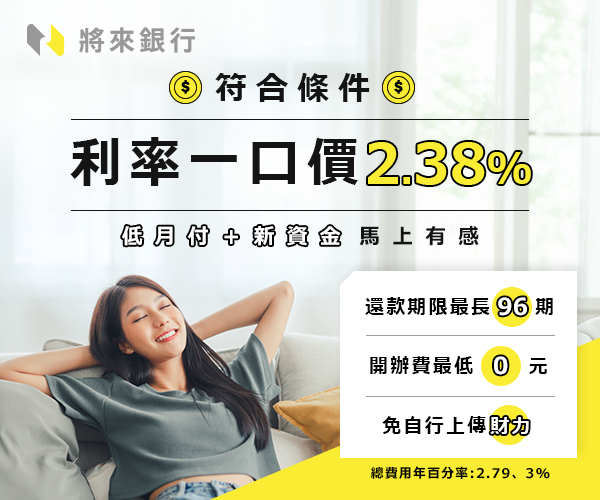 將來銀行
$ 符合條件 $
利率一口價2.38%
低月付+新資金 馬上有感
還款期限最長96期
開辦費最低 0 元
免自行上傳財力
總費用年百分率:2.79、3%